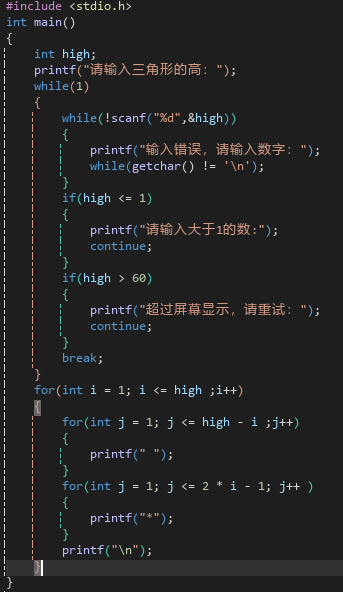 #include <stdio.h>
int main()
{
    int high;
    printf("请输入三角形的高: ");
    while(1)
    {
        while(!scanf("%d",&high))
        {
            printf("输入错误，请输入数字: ");
            while(getchar() != '\n');
        }
        if(high <= 1)
        {
            printf("请输入大于1的数:");
            continue;
        }
        if(high > 60)
        {
            printf("超过屏幕显示，请重试: ");
            continue;
        }
        break;
    }
    for(int i = 1; i <= high ;i++)
    {
        for(int j = 1; j <= high - i ;j++)
        {
            printf(" ");
        }
        for(int j = 1; j <= 2 * i - 1; j++ )
        {
            printf("*");
        }
        printf("\n");
    }
}